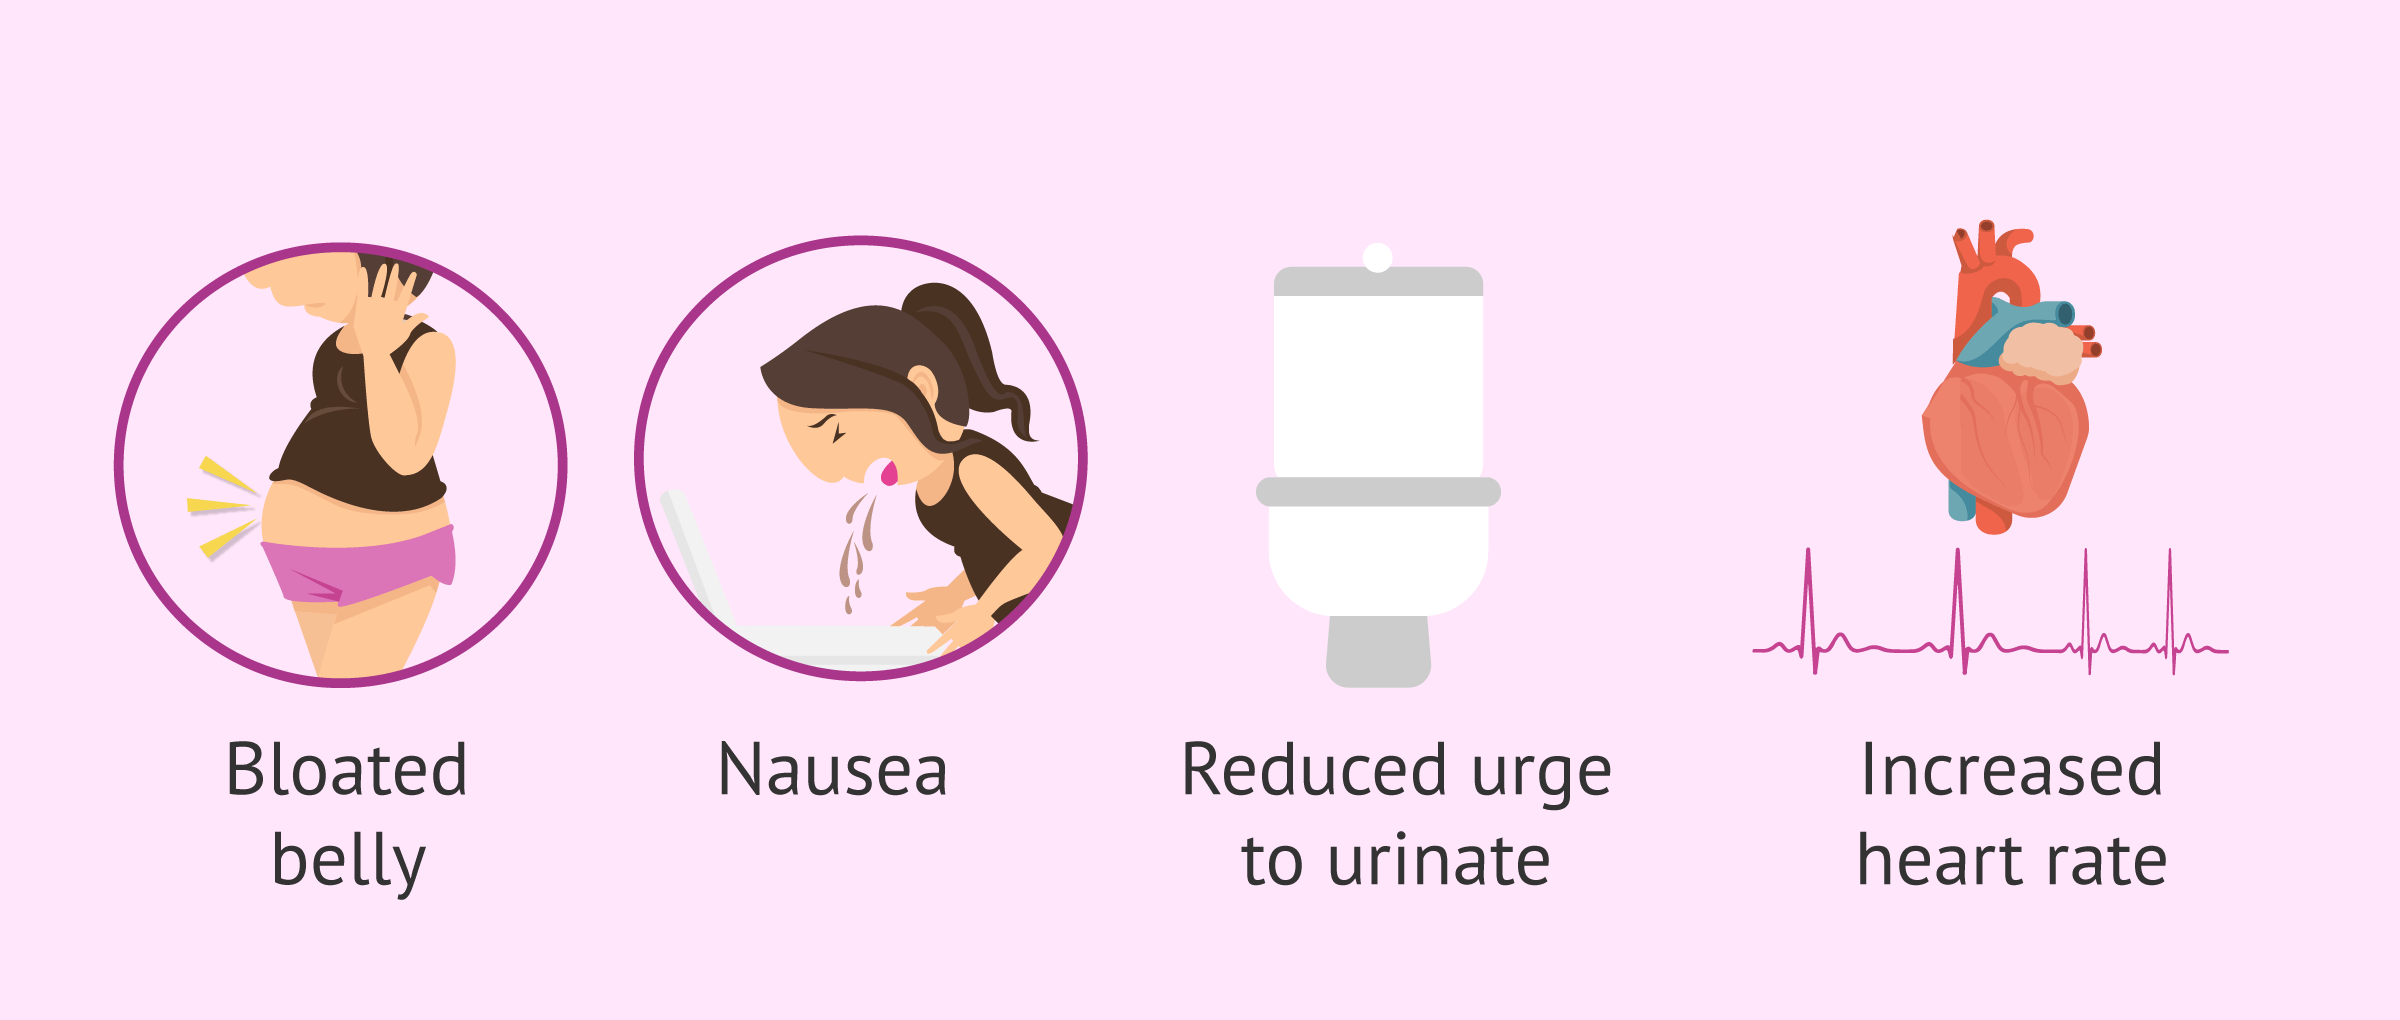 Bloated
belly
Nausea
Reduced urge
to urinate
Increased
heart rate